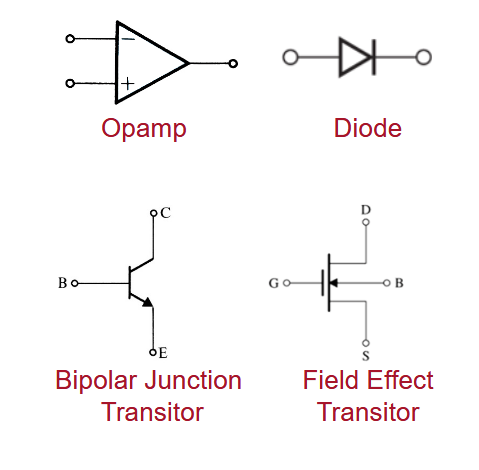 −
+
Opamp
Diode
C
B
E
Bipolar Junction
Transitor
D
G
B
S
Field Effect
Transitor